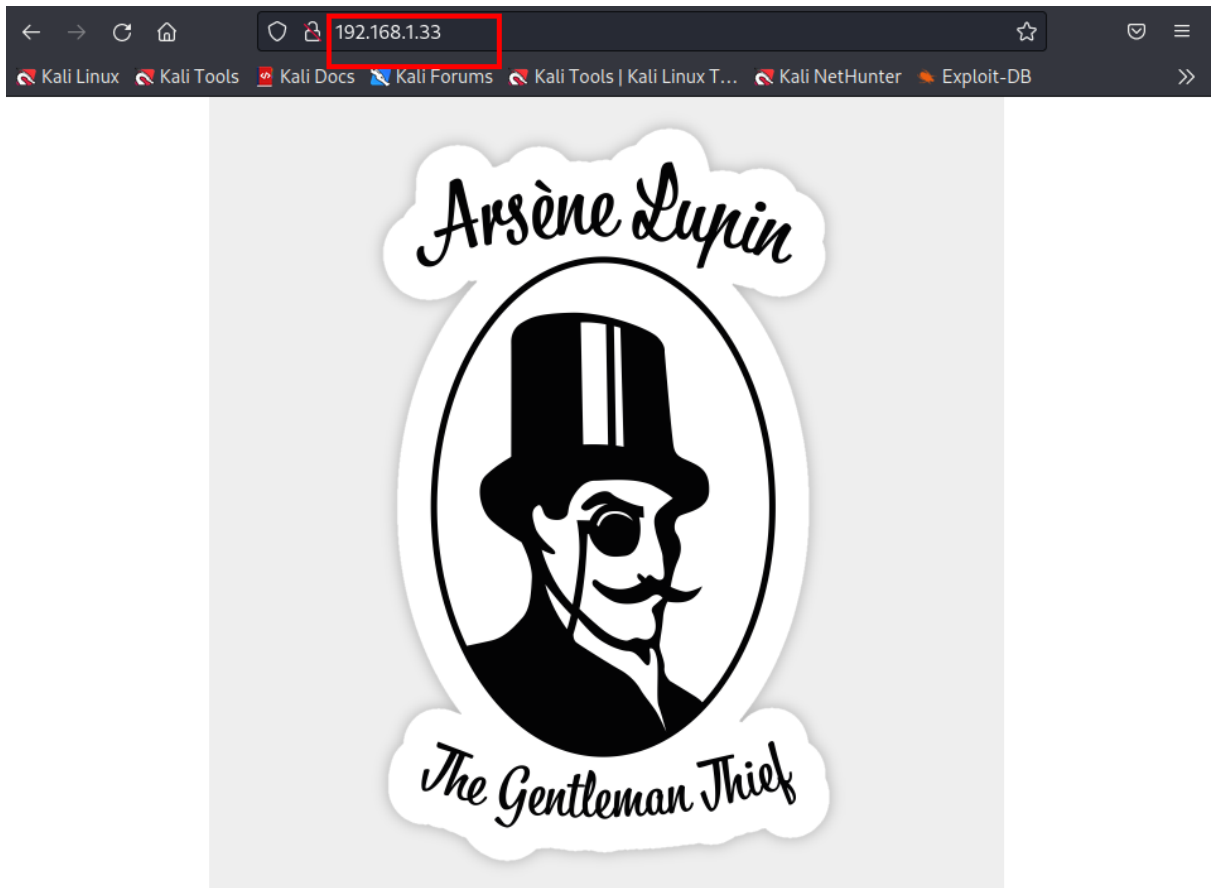 192.168.1.33
Kali Linux Kali Tools Kali Docs Kali Forums Kali Tools | Kali Linux T... Kali NetHunter Exploit-DB
Arsène Lupin
The Gentleman Thief